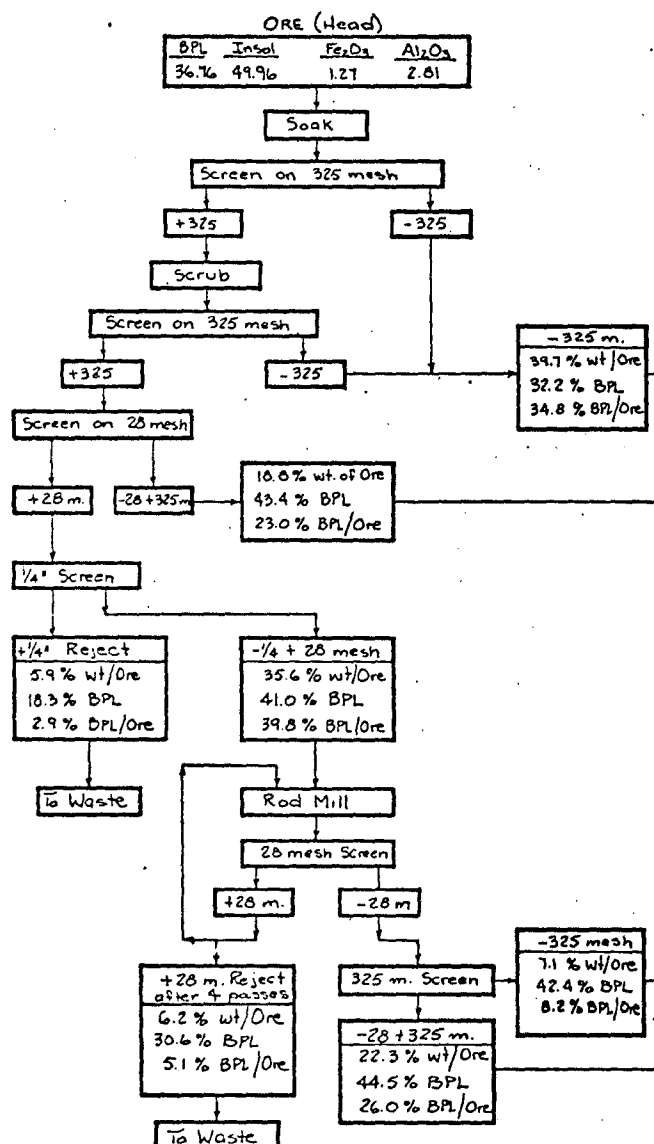 ORE (Head)
BPL Insol Fe2O3 Al2O3
36.76 49.96 1.27 2.81
Soak
Screen on 325 mesh
+325
-325
Scrub
Screen on 325 mesh
+325
-325
-325 m.
39.7 % wt/Ore
32.2 % BPL
34.8 % BPL/Ore
Screen on 28 mesh
+28 m.
-28+325m
18.8 % wt. of Ore
43.4 % BPL
23.0 % BPL/Ore
1/4" Screen
+1/4" Reject
5.9 % wt/Ore
18.3 % BPL
2.9 % BPL/Ore
-1/4 + 28 mesh
35.6 % wt/Ore
41.0 % BPL
39.8 % BPL/Ore
To Waste
Rod Mill
28 mesh Screen
+28 m.
-28 m
+28 m. Reject
after 4 passes
6.2 % wt/Ore
30.6 % BPL
5.1 % BPL/Ore
325 m. Screen
-325 mesh
7.1 % wt/Ore
42.4 % BPL
8.2 % BPL/Ore
-28 +325 m.
22.3 % wt/Ore
44.5 % BPL
26.0 % BPL/Ore
To Waste